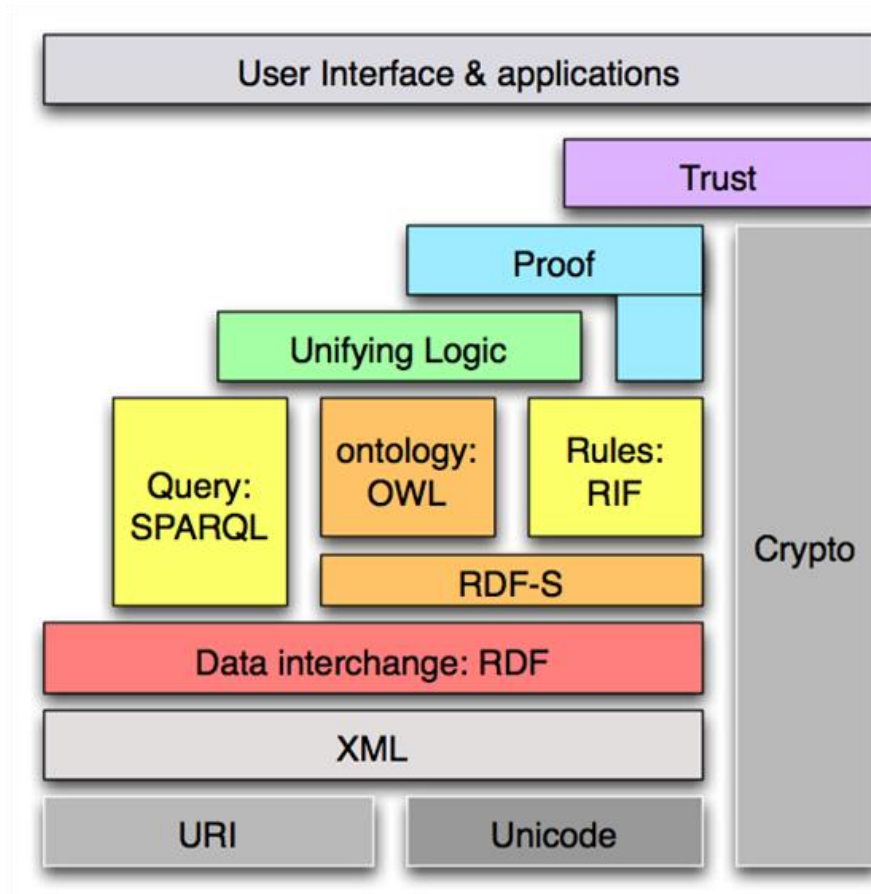 User Interface & applications
Trust
Proof
Unifying Logic
ontology:
OWL
Rules:
RIF
Query:
SPARQL
Crypto
RDF-S
Data interchange: RDF
XML
URI
Unicode